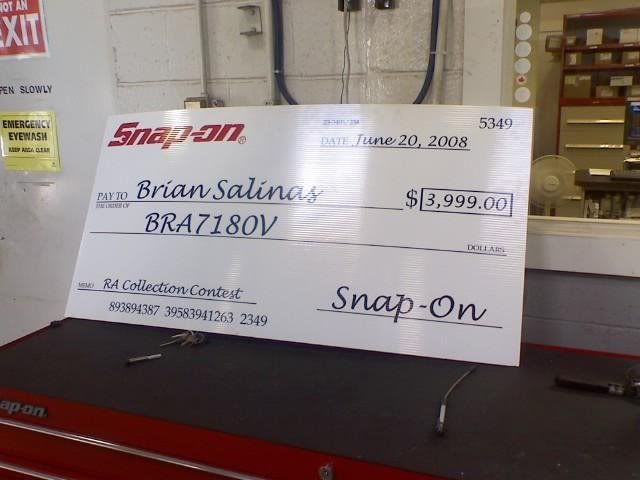 NOT AN
EXIT
PEN SLOWLY
EMERGENCY
EYEWASH
KEEP AREA CLEAR
Snap-on
5349
DATE June 20, 2008
PAY TO
THE ORDER OF
Brian Salinas
$ 3,999.00
BRA7180V
DOLLARS
MEMO RA Collection Contest
Snap-On
893894387 39583941263 2349
ap-on